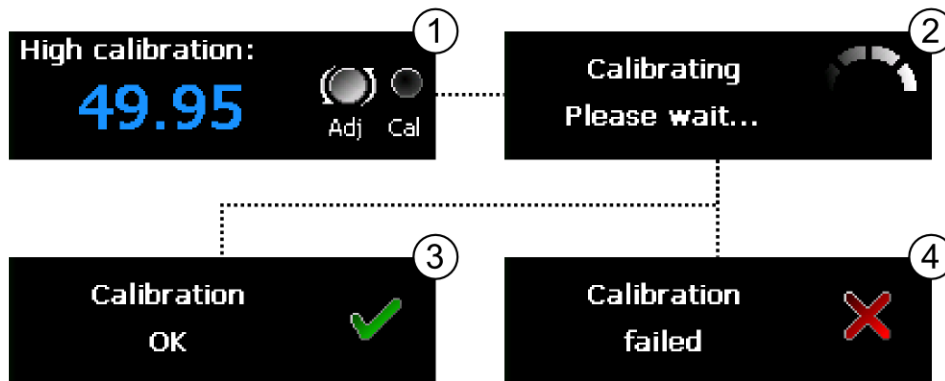 1
High calibration:
49.95
Adj Cal
2
Calibrating
Please wait...
3
Calibration
OK
4
Calibration
failed